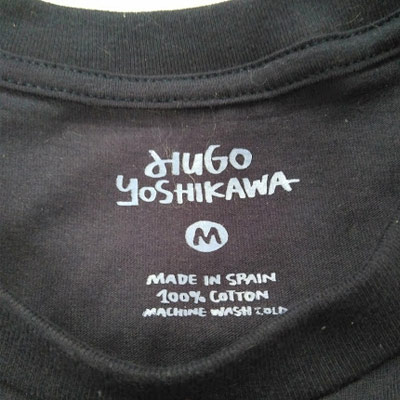 HUGO
YOSHIKAWA
M
MADE IN SPAIN
100% COTTON
MACHINE WASH COLD